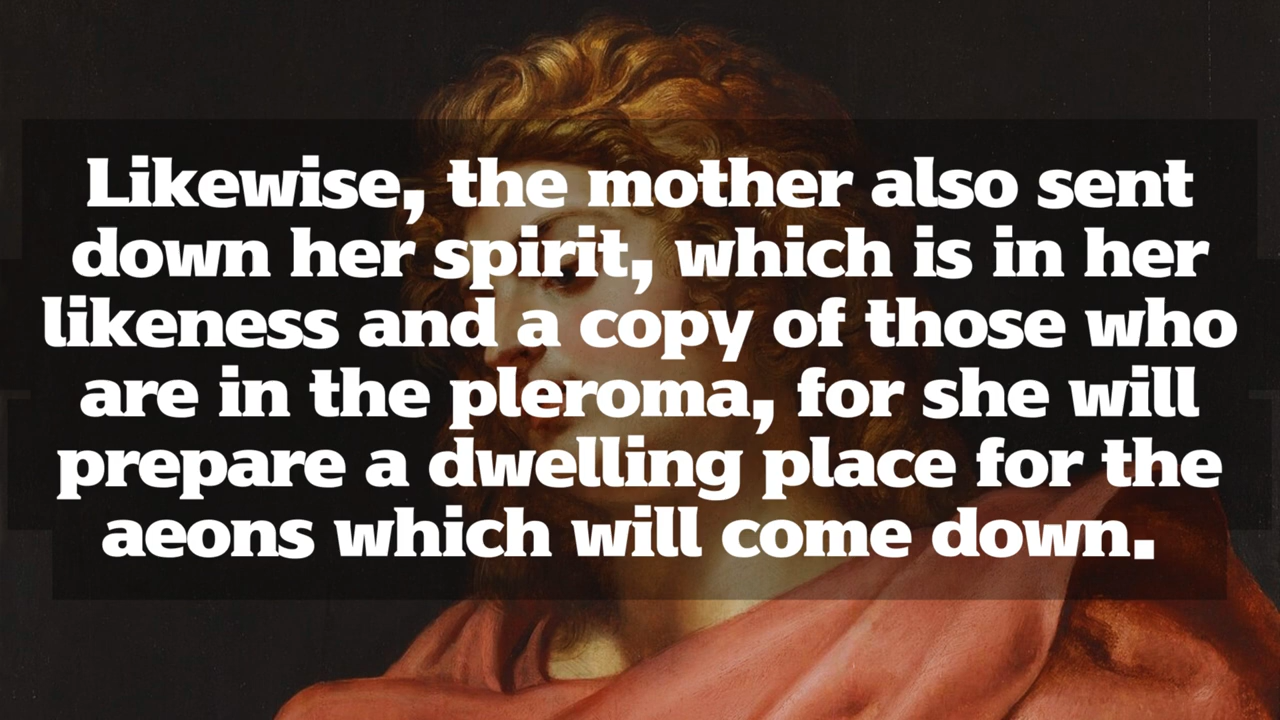 Likewise, the mother also sent
down her spirit, which is in her
likeness and a copy of those who
are in the pleroma, for she will
prepare a dwelling place for the
aeons which will come down.